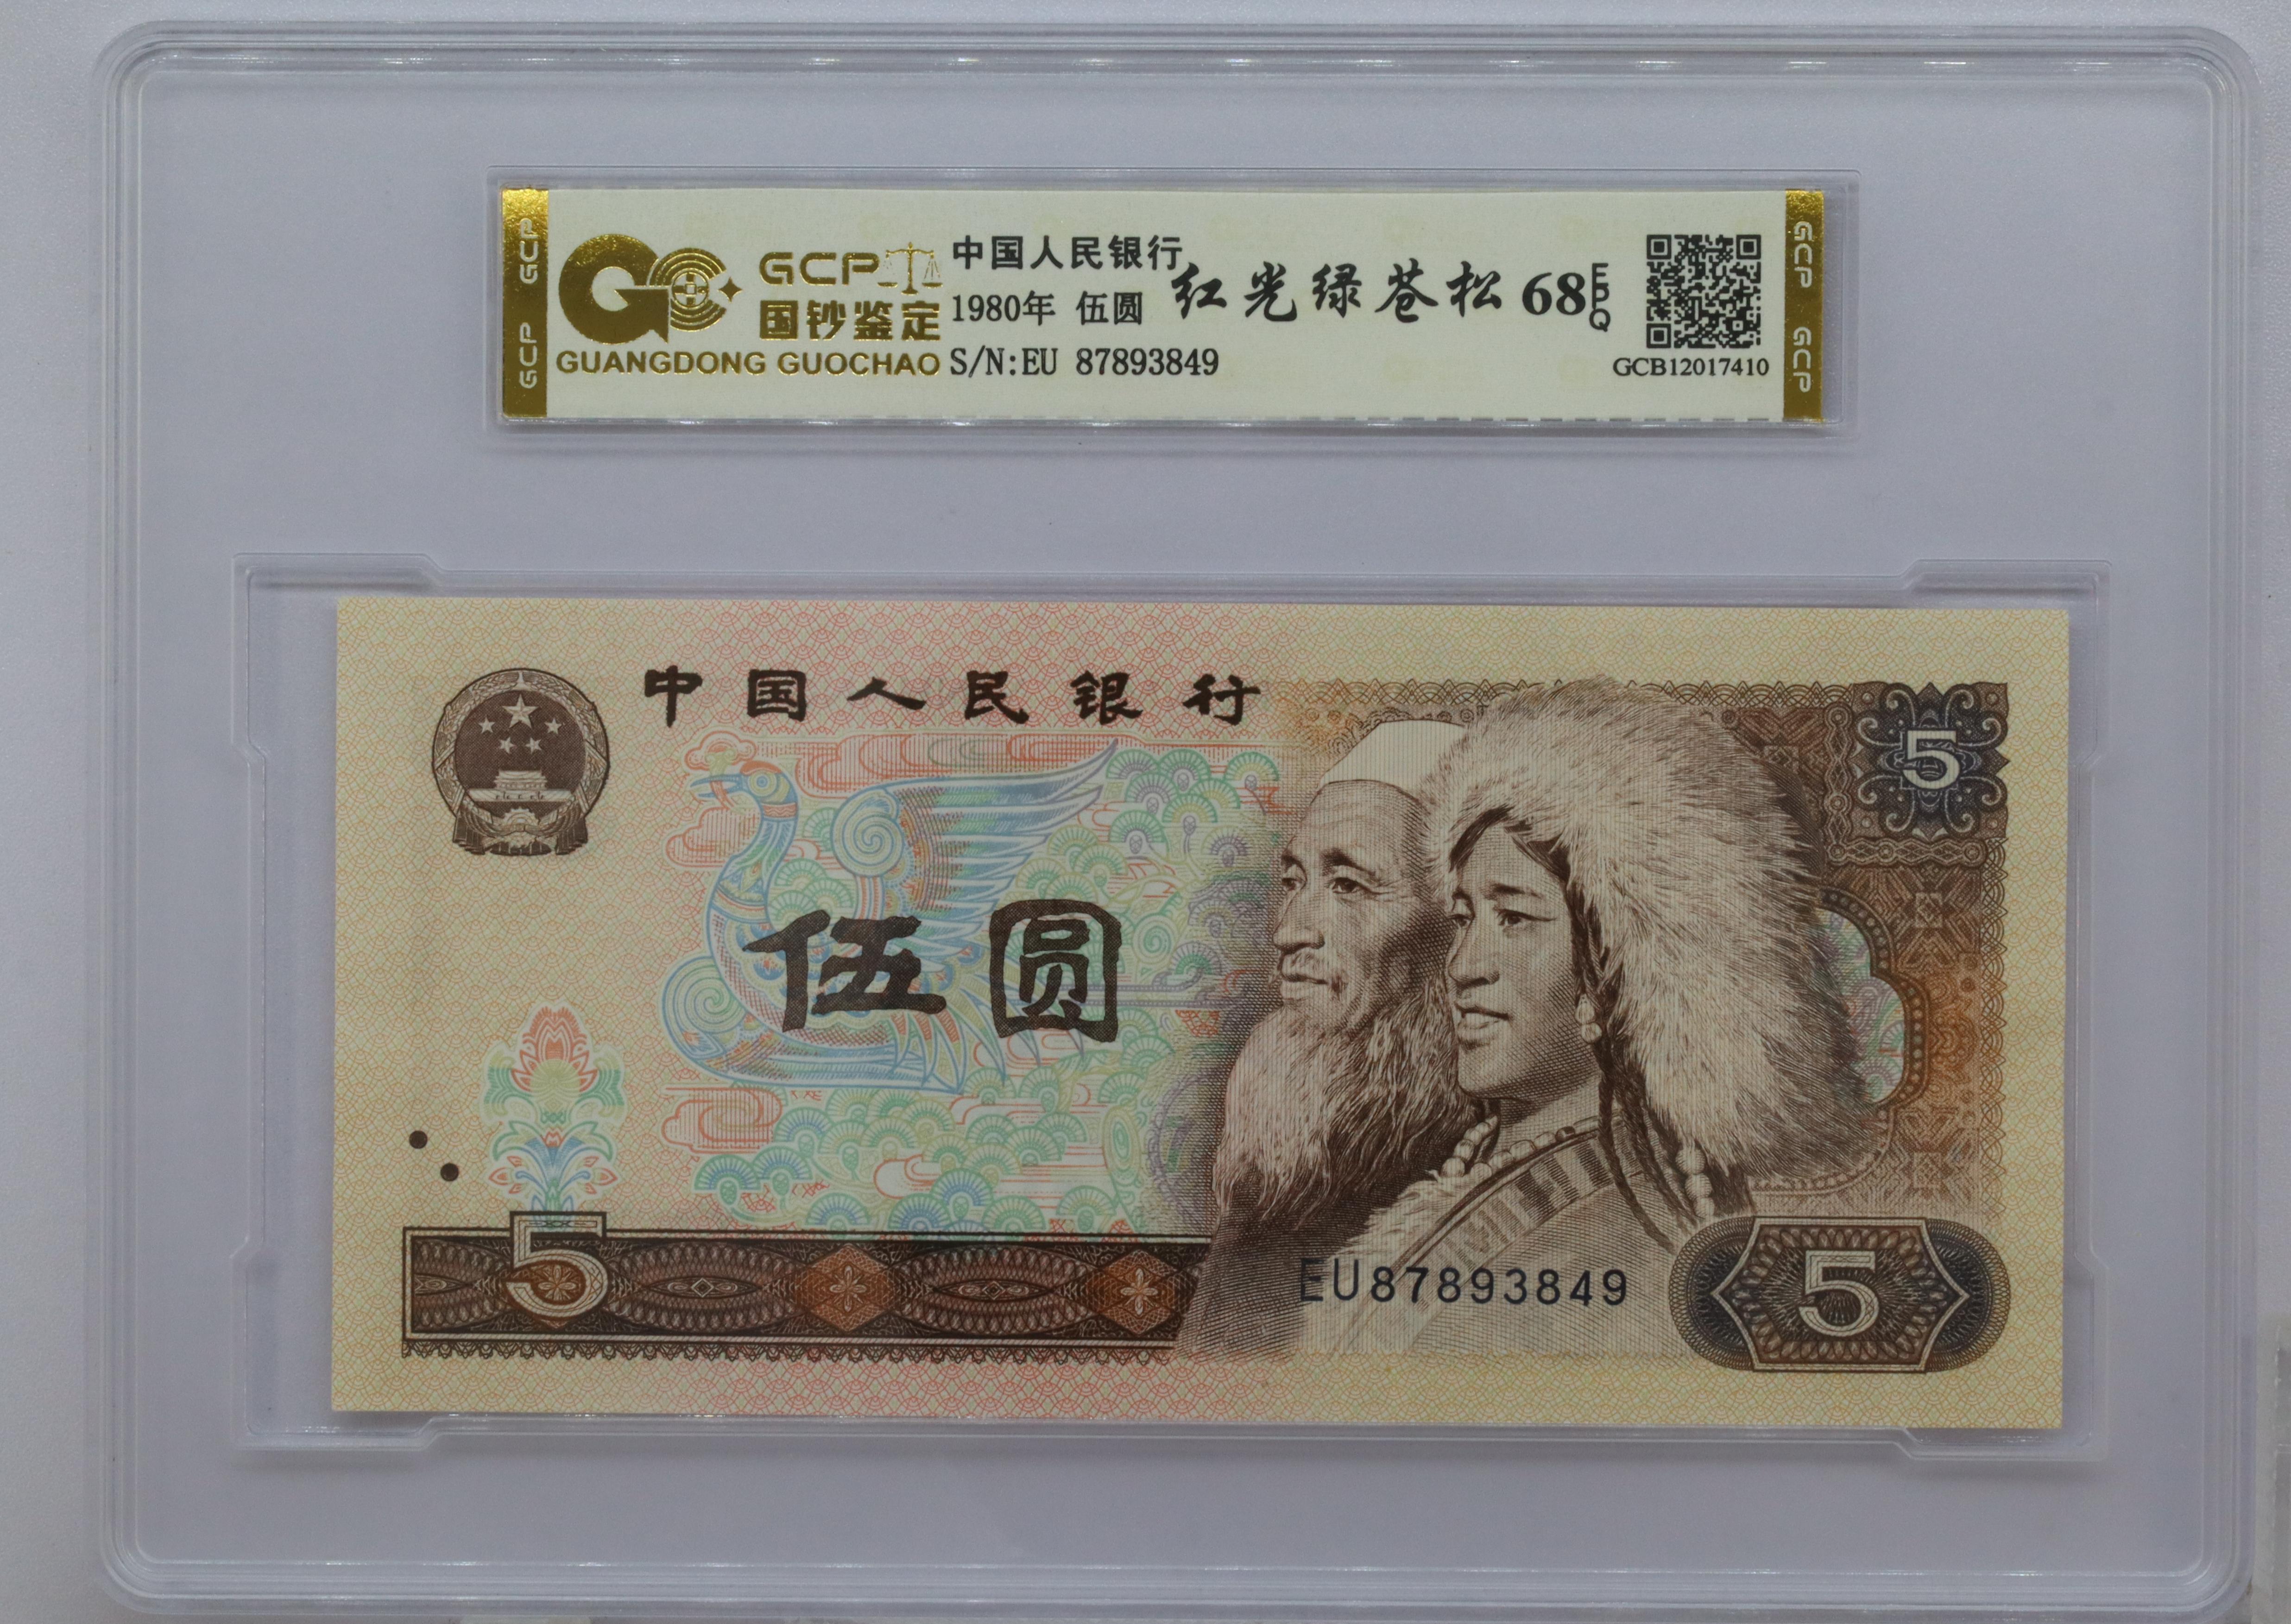 GCP GCP
GCP
国钞鉴定
GUANGDONG GUOCHAO
中国人民银行
1980年 伍圆
S/N:EU 87893849
红光绿苍松 68 EPQ
GCB12017410
GCP GCP
中国人民银行
5
伍圆
5
EU87893849
5